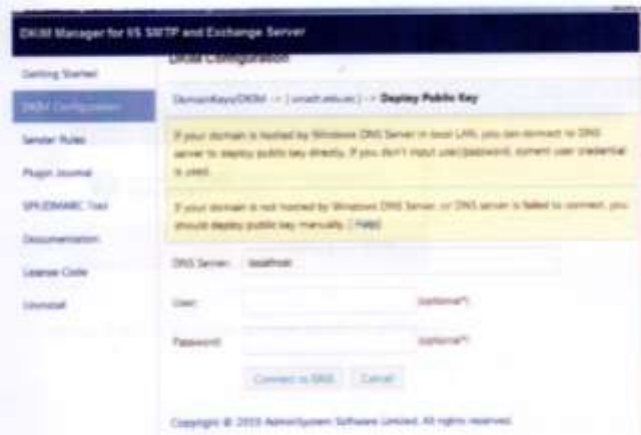 DKIM Manager for IIS SMTP and Exchange Server
Getting Started
DKIM Configuration
Sender Rules
Plugin Journal
SPF/DMARC Tool
Documentation
License Code
Uninstall
DKIM Configuration
DomainKeys/DKIM -> -> Deploy Public Key
If your domain is hosted by Windows DNS Server in local LAN, you can connect to DNS
server to deploy public key directly. If you don't input user/password, current user credential
is used.
If your domain is not hosted by Windows DNS Server, or DNS server is failed to connect, you
should deploy public key manually. [Help]
DNS Server: localhost
User: (optional*)
Password: (optional*)
Connect to DNS Cancel
Copyright © AdminSystem Software Limited. All rights reserved.